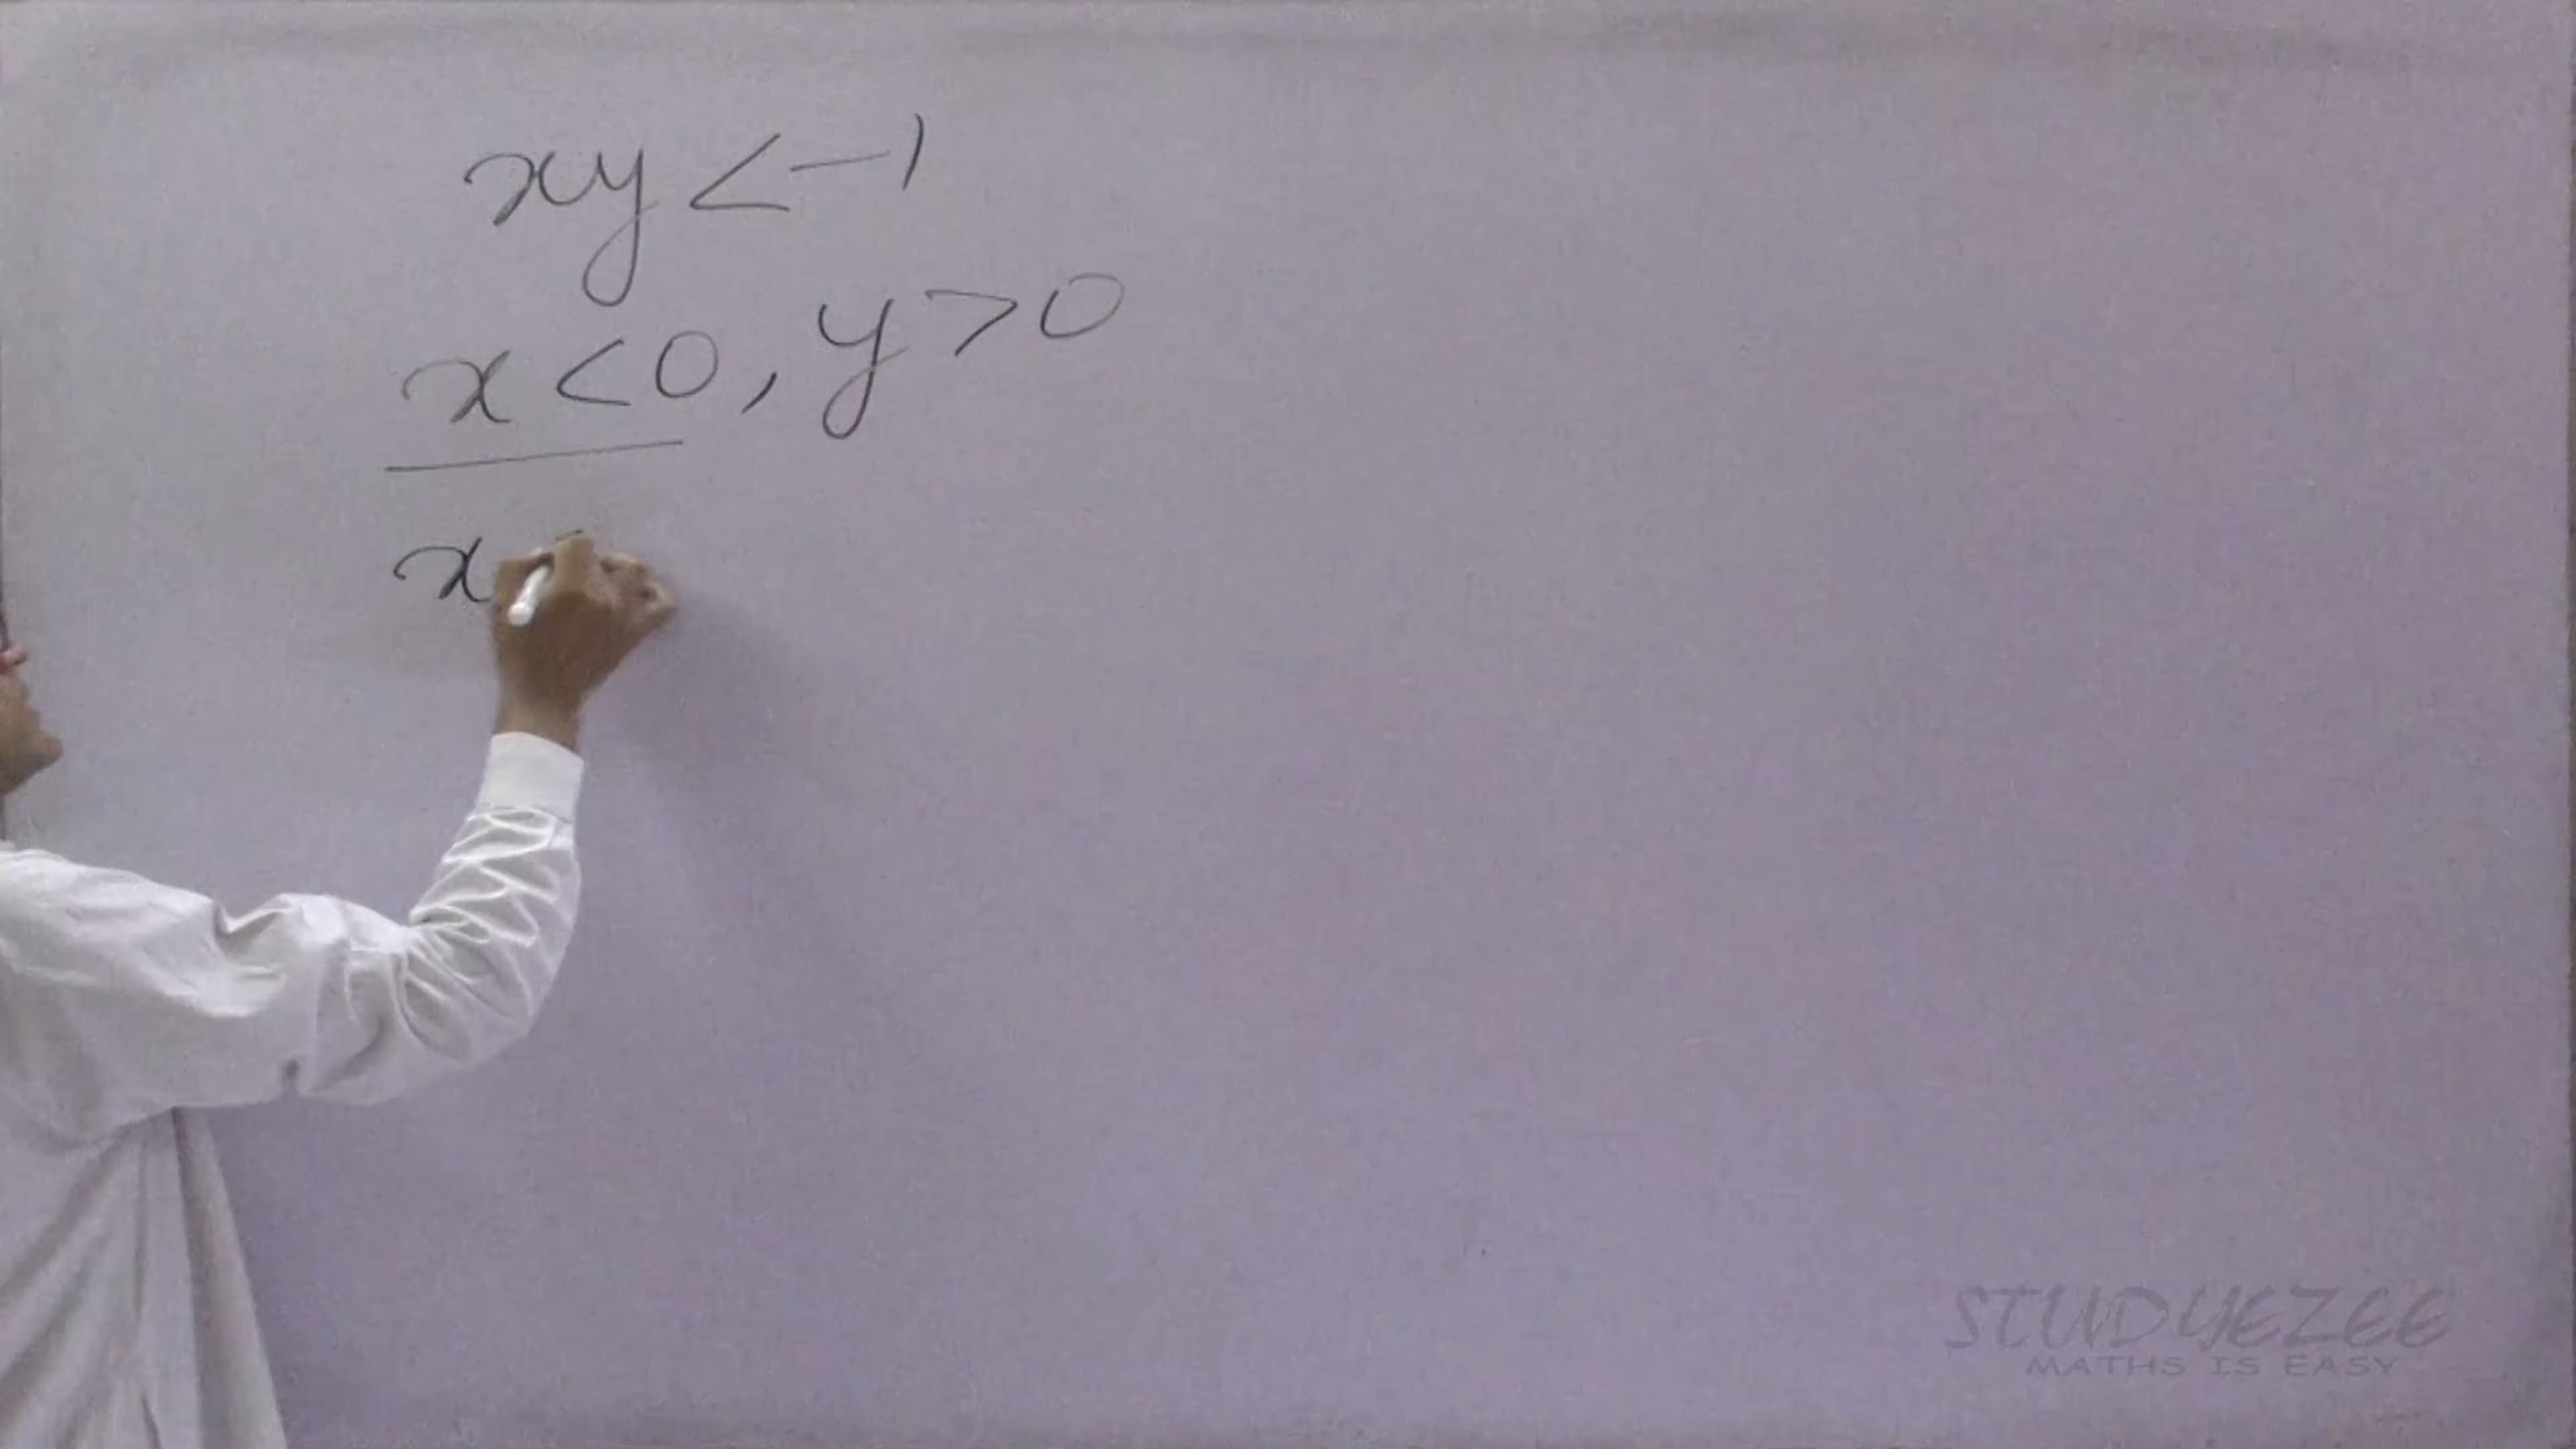 xy < -1
x < 0, y > 0
x
STUDYEZEE
MATHS IS EASY